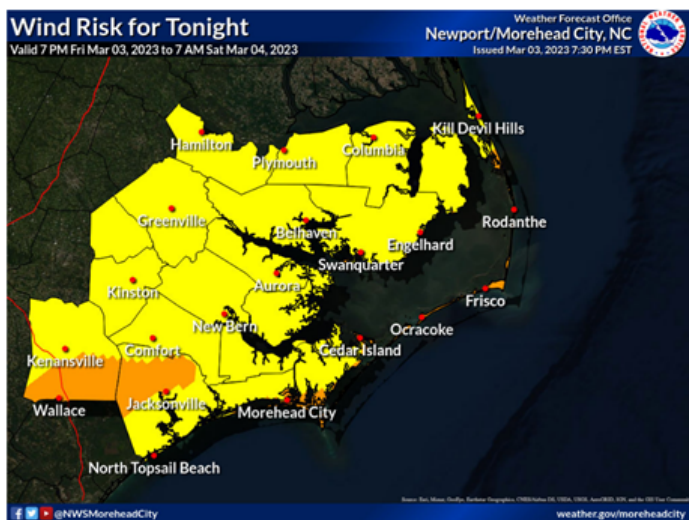 Wind Risk for Tonight
Valid 7 PM Fri Mar 03, 2023 to 7 AM Sat Mar 04, 2023
Weather Forecast Office
Newport/Morehead City, NC
Issued Mar 03, 2023 7:30 PM EST
Kill Devil Hills
Hamilton
Plymouth
Columbia
Greenville
Belhaven
Rodanthe
Engelhard
Swanquarter
Kinston
Aurora
Frisco
New Bern
Ocracoke
Kenansville
Comfort
Cedar Island
Wallace
Jacksonville
Morehead City
North Topsail Beach
@NWSMoreheadCity
weather.gov/moreheadcity